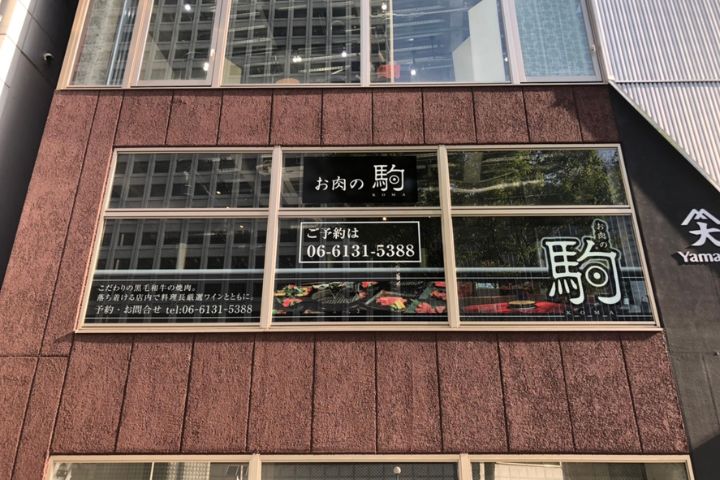 お肉の 駒
KOMA
ご予約は
06-6131-5388
こだわりの黒毛和牛の焼肉。
落ち着ける店内で料理長厳選ワインとともに。
予約・お問合せ tel:06-6131-5388
お肉の
駒
KOMA
大
Yama